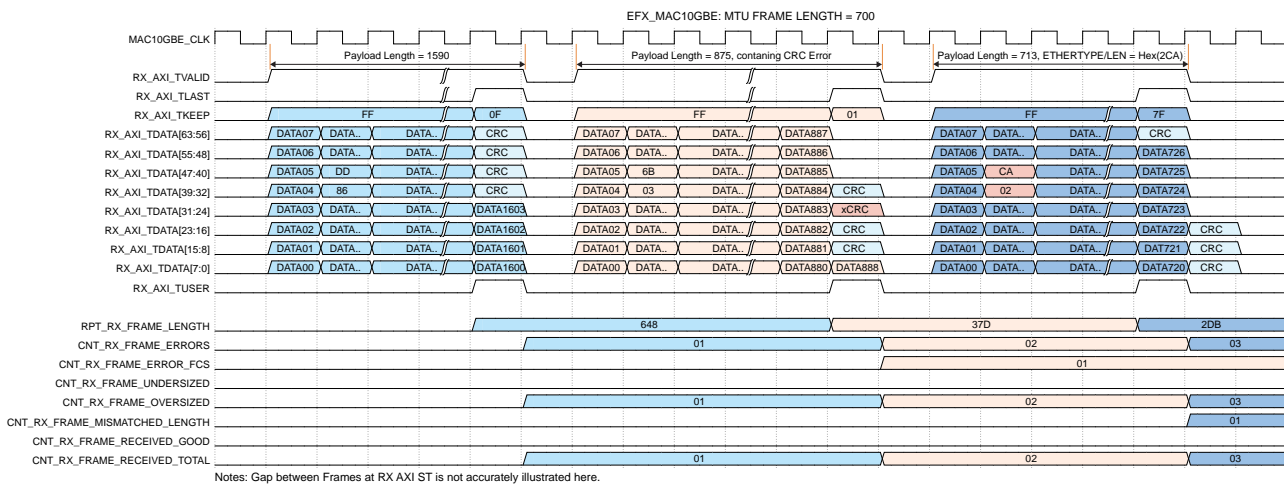 EFX_MAC10GBE: MTU FRAME LENGTH = 700
MAC10GBE_CLK
Payload Length = 1590 Payload Length = 875, contaning CRC Error Payload Length = 713, ETHERTYPE/LEN = Hex(2CA)
RX_AXI_TVALID
RX_AXI_TLAST
RX_AXI_TKEEP FF 0F FF 01 FF 7F
RX_AXI_TDATA[63:56] DATA07 DATA.. DATA.. CRC DATA07 DATA.. DATA.. DATA887 DATA07 DATA.. DATA.. CRC
RX_AXI_TDATA[55:48] DATA06 DATA.. DATA.. CRC DATA06 DATA.. DATA.. DATA886 DATA06 DATA.. DATA.. DATA726
RX_AXI_TDATA[47:40] DATA05 DD DATA.. CRC DATA05 6B DATA.. DATA885 DATA05 CA DATA.. DATA725
RX_AXI_TDATA[39:32] DATA04 86 DATA.. CRC DATA04 03 DATA.. DATA884 CRC DATA04 02 DATA.. DATA724
RX_AXI_TDATA[31:24] DATA03 DATA.. DATA.. DATA1603 DATA03 DATA.. DATA.. DATA883 xCRC DATA03 DATA.. DATA.. DATA723
RX_AXI_TDATA[23:16] DATA02 DATA.. DATA.. DATA1602 DATA02 DATA.. DATA.. DATA882 CRC DATA02 DATA.. DATA.. DATA722 CRC
RX_AXI_TDATA[15:8] DATA01 DATA.. DATA.. DATA1601 DATA01 DATA.. DATA.. DATA881 CRC DATA01 DATA.. DATA.. DAT721 CRC
RX_AXI_TDATA[7:0] DATA00 DATA.. DATA.. DATA1600 DATA00 DATA.. DATA.. DATA880 DATA888 DATA00 DATA.. DATA.. DATA720 CRC
RX_AXI_TUSER
RPT_RX_FRAME_LENGTH 648 37D 2DB
CNT_RX_FRAME_ERRORS 01 02 03
CNT_RX_FRAME_ERROR_FCS 01
CNT_RX_FRAME_UNDERSIZED
CNT_RX_FRAME_OVERSIZED 01 02 03
CNT_RX_FRAME_MISMATCHED_LENGTH 01
CNT_RX_FRAME_RECEIVED_GOOD
CNT_RX_FRAME_RECEIVED_TOTAL 01 02 03
Notes: Gap between Frames at RX AXI ST is not accurately illustrated here.